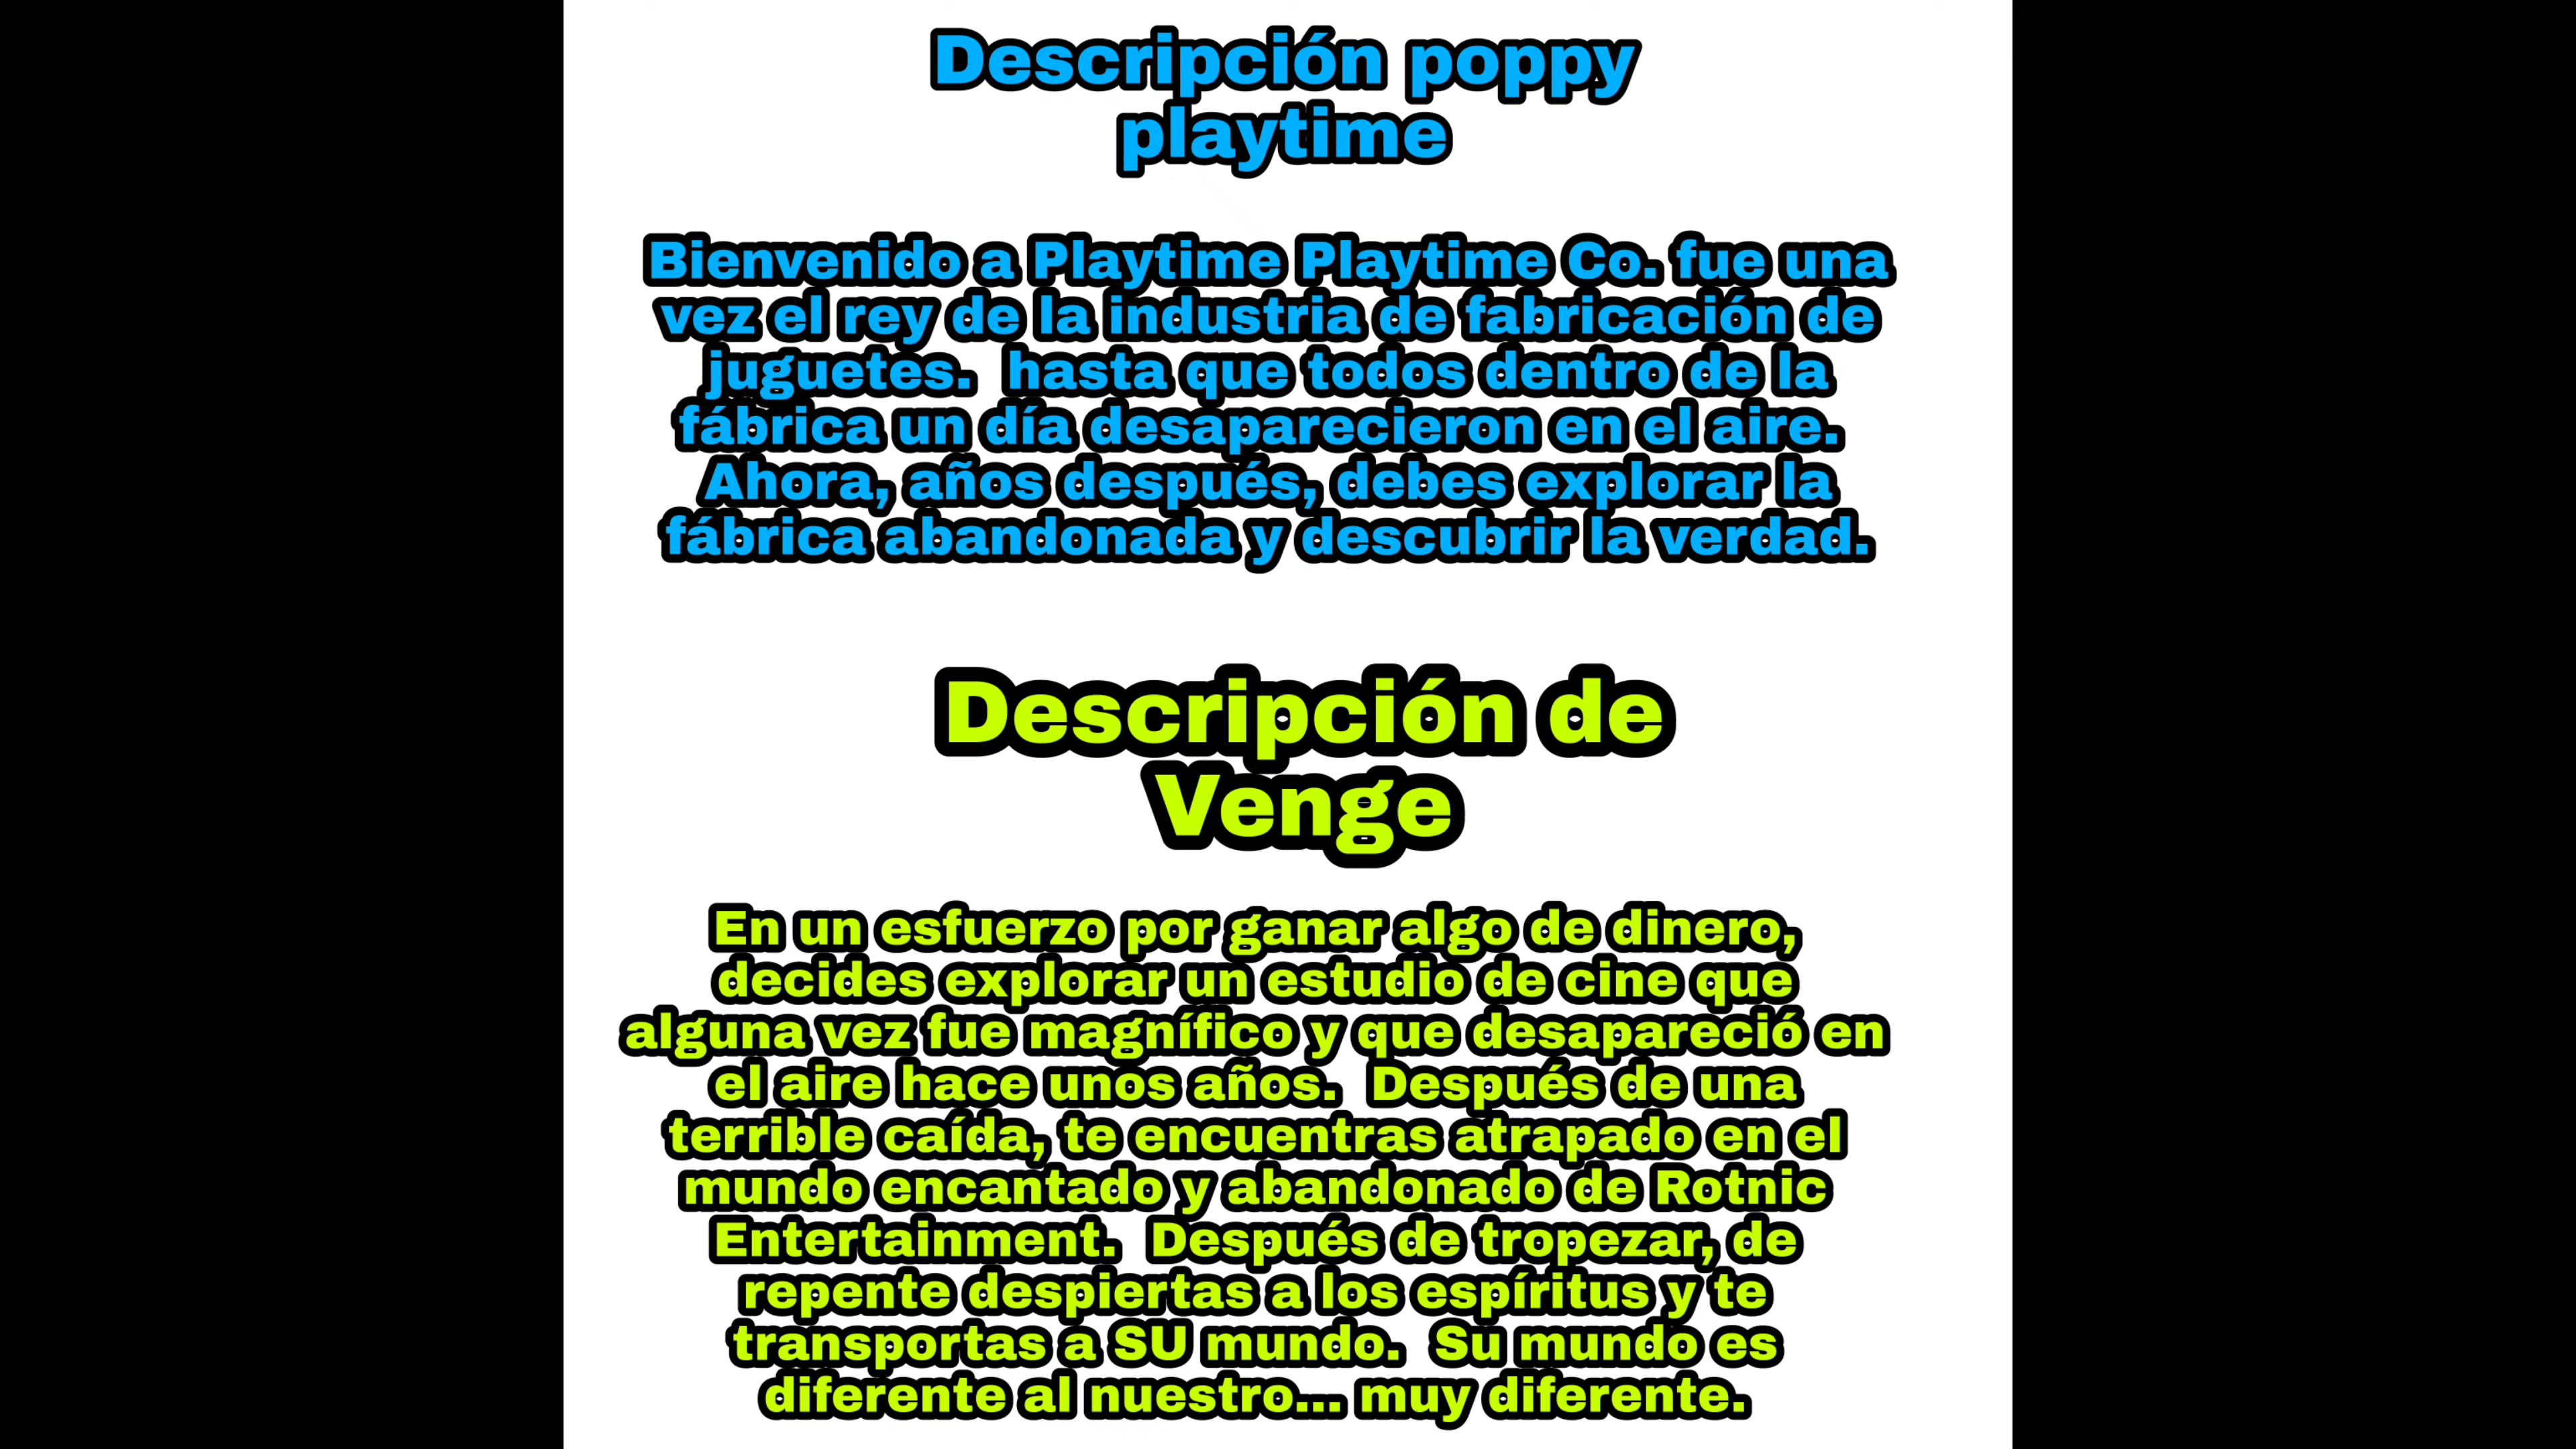 Descripción poppy
playtime
Bienvenido a Playtime Playtime Co. fue una
vez el rey de la industria de fabricación de
juguetes.  hasta que todos dentro de la
fábrica un día desaparecieron en el aire.
Ahora, años después, debes explorar la
fábrica abandonada y descubrir la verdad.
Descripción de
Venge
En un esfuerzo por ganar algo de dinero,
decides explorar un estudio de cine que
alguna vez fue magnífico y que desapareció en
el aire hace unos años.  Después de una
terrible caída, te encuentras atrapado en el
mundo encantado y abandonado de Rotnic
Entertainment.  Después de tropezar, de
repente despiertas a los espíritus y te
transportas a SU mundo.  Su mundo es
diferente al nuestro... muy diferente.